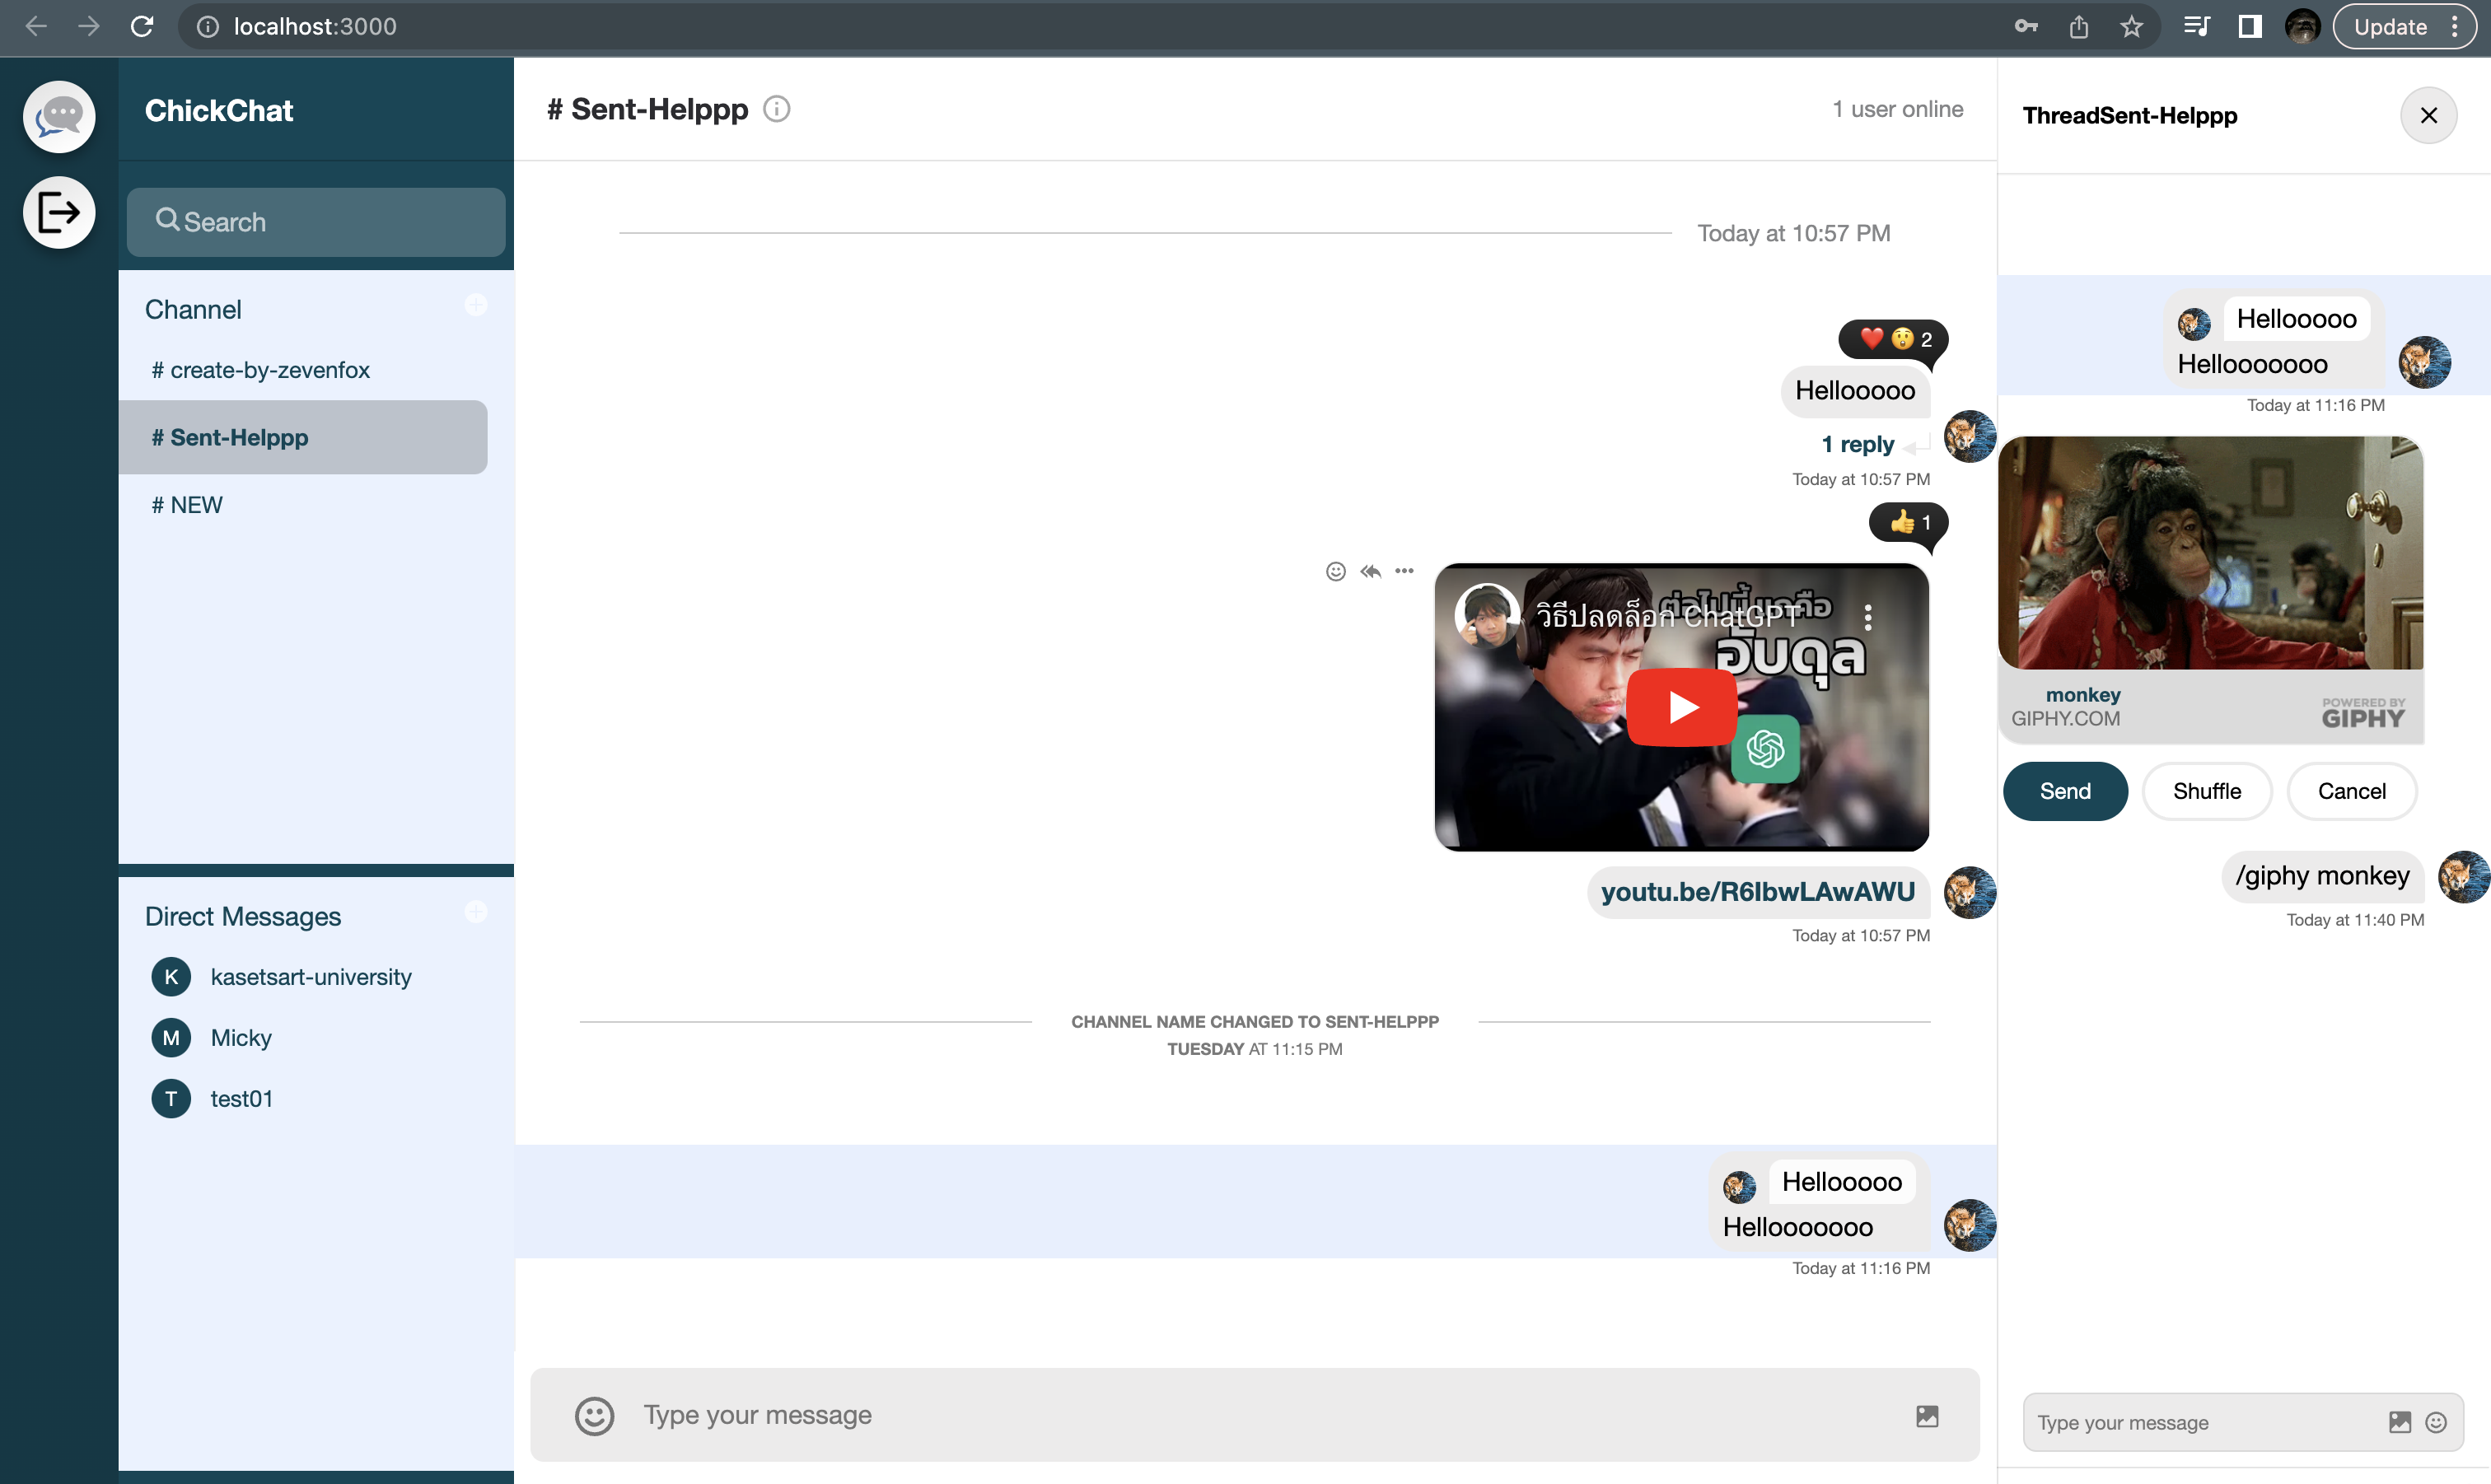 localhost:3000
Update
ChickChat
Search
Channel
# create-by-zevenfox
# Sent-Helppp
# NEW
Direct Messages
K kasetsart-university
M Micky
T test01
# Sent-Helppp
1 user online
Today at 10:57 PM
2
Hellooooo
1 reply
Today at 10:57 PM
1
วิธีปลดล็อก ChatGPT
ต่อไปนี้เธอคือ
อับดุล
youtu.be/R6IbwLAwAWU
Today at 10:57 PM
CHANNEL NAME CHANGED TO SENT-HELPPP
TUESDAY AT 11:15 PM
Hellooooo
Hellooooooo
Today at 11:16 PM
Type your message
ThreadSent-Helppp
Hellooooo
Hellooooooo
Today at 11:16 PM
monkey
GIPHY.COM
POWERED BY
GIPHY
Send
Shuffle
Cancel
/giphy monkey
Today at 11:40 PM
Type your message